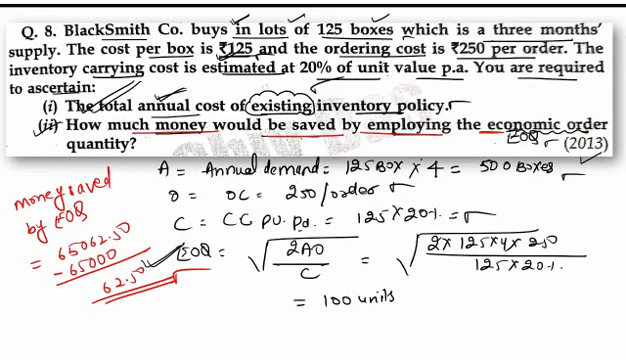 Q. 8. BlackSmith Co. buys in lots of 125 boxes which is a three months'
supply. The cost per box is ₹125 and the ordering cost is ₹250 per order. The
inventory carrying cost is estimated at 20% of unit value p.a. You are required
to ascertain:
(i) The total annual cost of existing inventory policy.
(ii) How much money would be saved by employing the economic order
quantity?
EOQ
(2013)
A = Annual demand = 125 Box × 4 = 500 Boxes
O = OC = 250/order
C = CC PU. Pd. = 125 × 20% =
EOQ = √ 2AO / C = √ 2 × 125 × 4 × 250 / 125 × 20%.
= 100 units
money saved
by EOQ
= 65062.50
- 65000
62.50